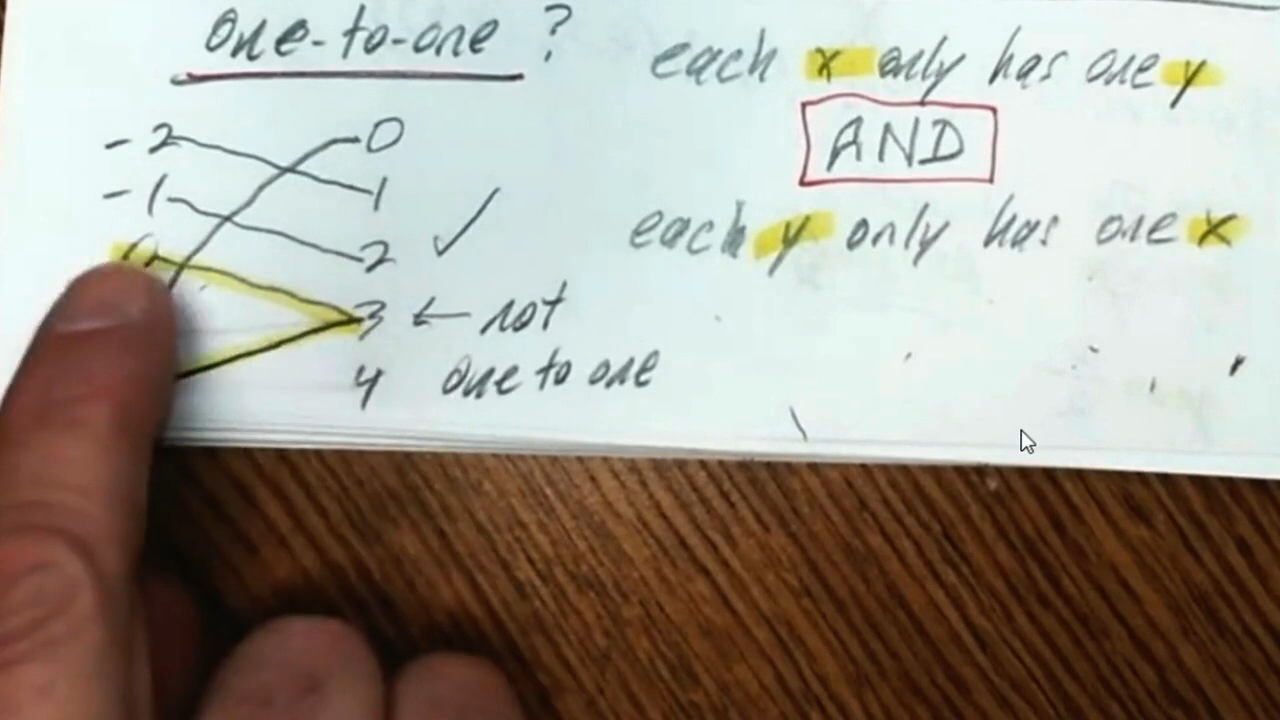 one-to-one ?
each x only has one y
AND
each y only has one x
-2 0
-1 1
0 2 ✓
3 ← not
4 one to one